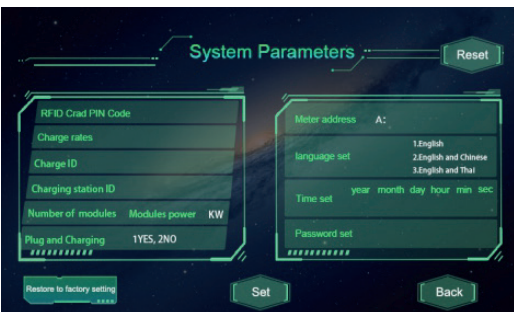 System Parameters
Reset
RFID Crad PIN Code
Charge rates
Charge ID
Charging station ID
Number of modules Modules power KW
Plug and Charging 1YES, 2NO
Meter address A:
language set
1.English
2.English and Chinese
3.English and Thai
Time set year month day hour min sec
Password set
Restore to factory setting
Set
Back